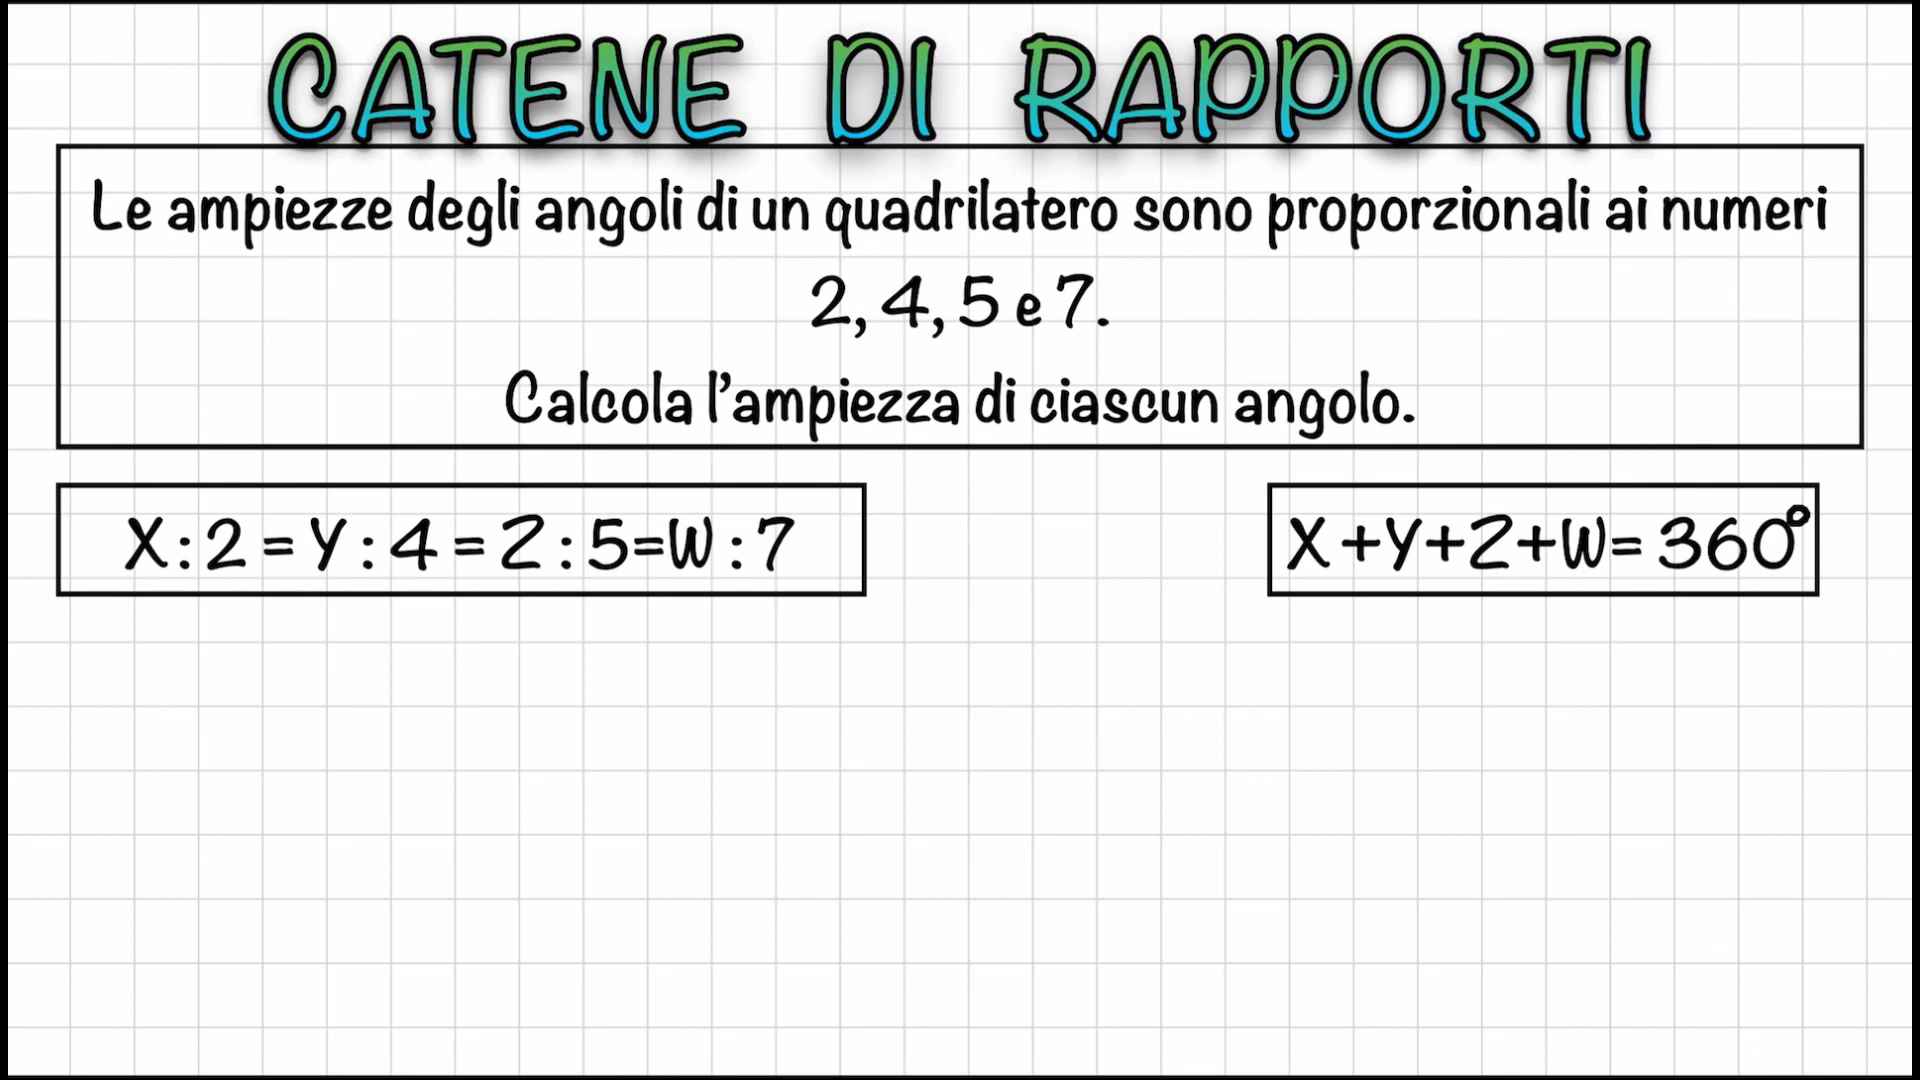 CATENE DI RAPPORTI
Le ampiezze degli angoli di un quadrilatero sono proporzionali ai numeri
2, 4, 5 e 7.
Calcola l'ampiezza di ciascun angolo.
X : 2 = Y : 4 = Z : 5 = W : 7
X + Y + Z + W = 360°